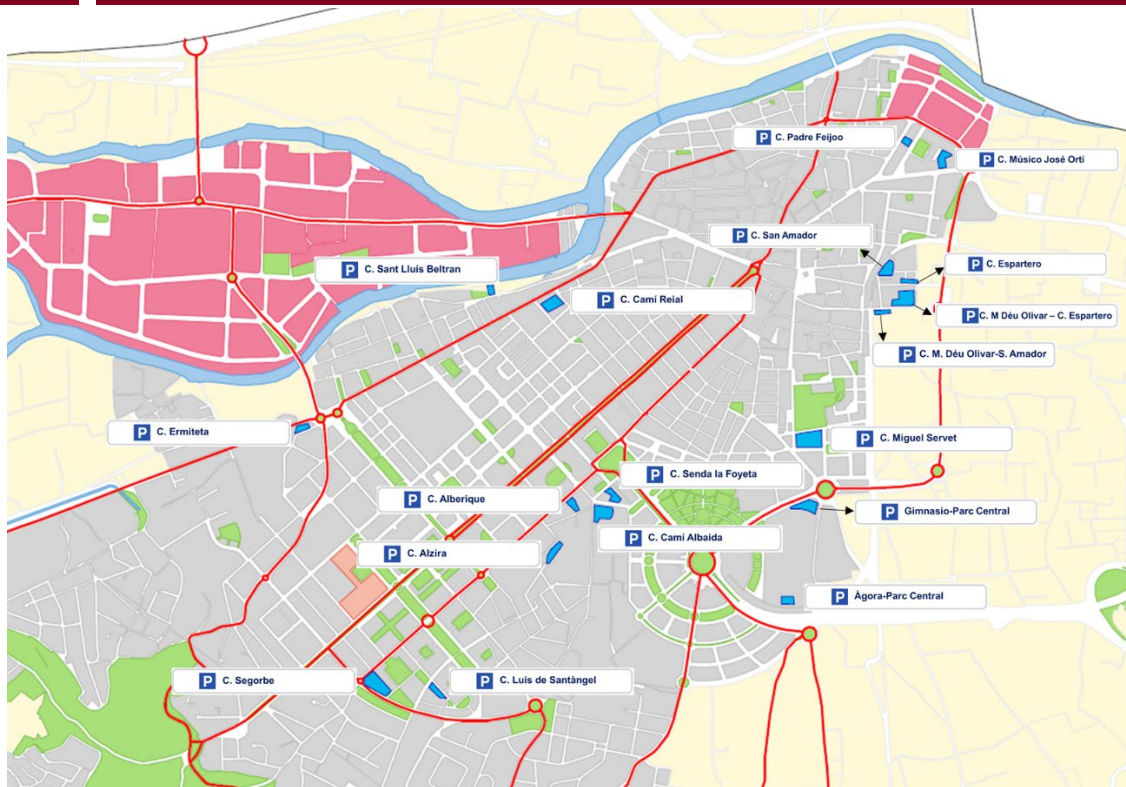 P C. Padre Feijoo
P C. Músico José Ortí
P C. San Amador
P C. Espartero
P C. Sant Lluís Beltran
P C. Camí Reial
P C. M Déu Olivar – C. Espartero
P C. M. Déu Olivar-S. Amador
P C. Ermiteta
P C. Miguel Servet
P C. Senda la Foyeta
P C. Alberique
P Gimnasio-Parc Central
P C. Camí Albaida
P C. Alzira
P Àgora-Parc Central
P C. Segorbe
P C. Luis de Santàngel